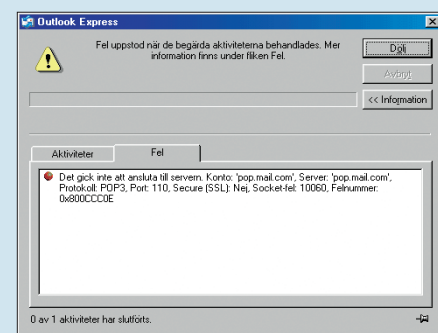 Outlook Express
Fel uppstod när de begärda aktiviteterna behandlades. Mer
information finns under fliken Fel.
Dölj
Avbryt
<< Information
Aktiviteter
Fel
Det gick inte att ansluta till servern. Konto: 'pop.mail.com', Server: 'pop.mail.com',
Protokoll: POP3, Port: 110, Secure (SSL): Nej, Socket-fel: 10060, Felnummer:
0x800CCC0E
0 av 1 aktiviteter har slutförts.